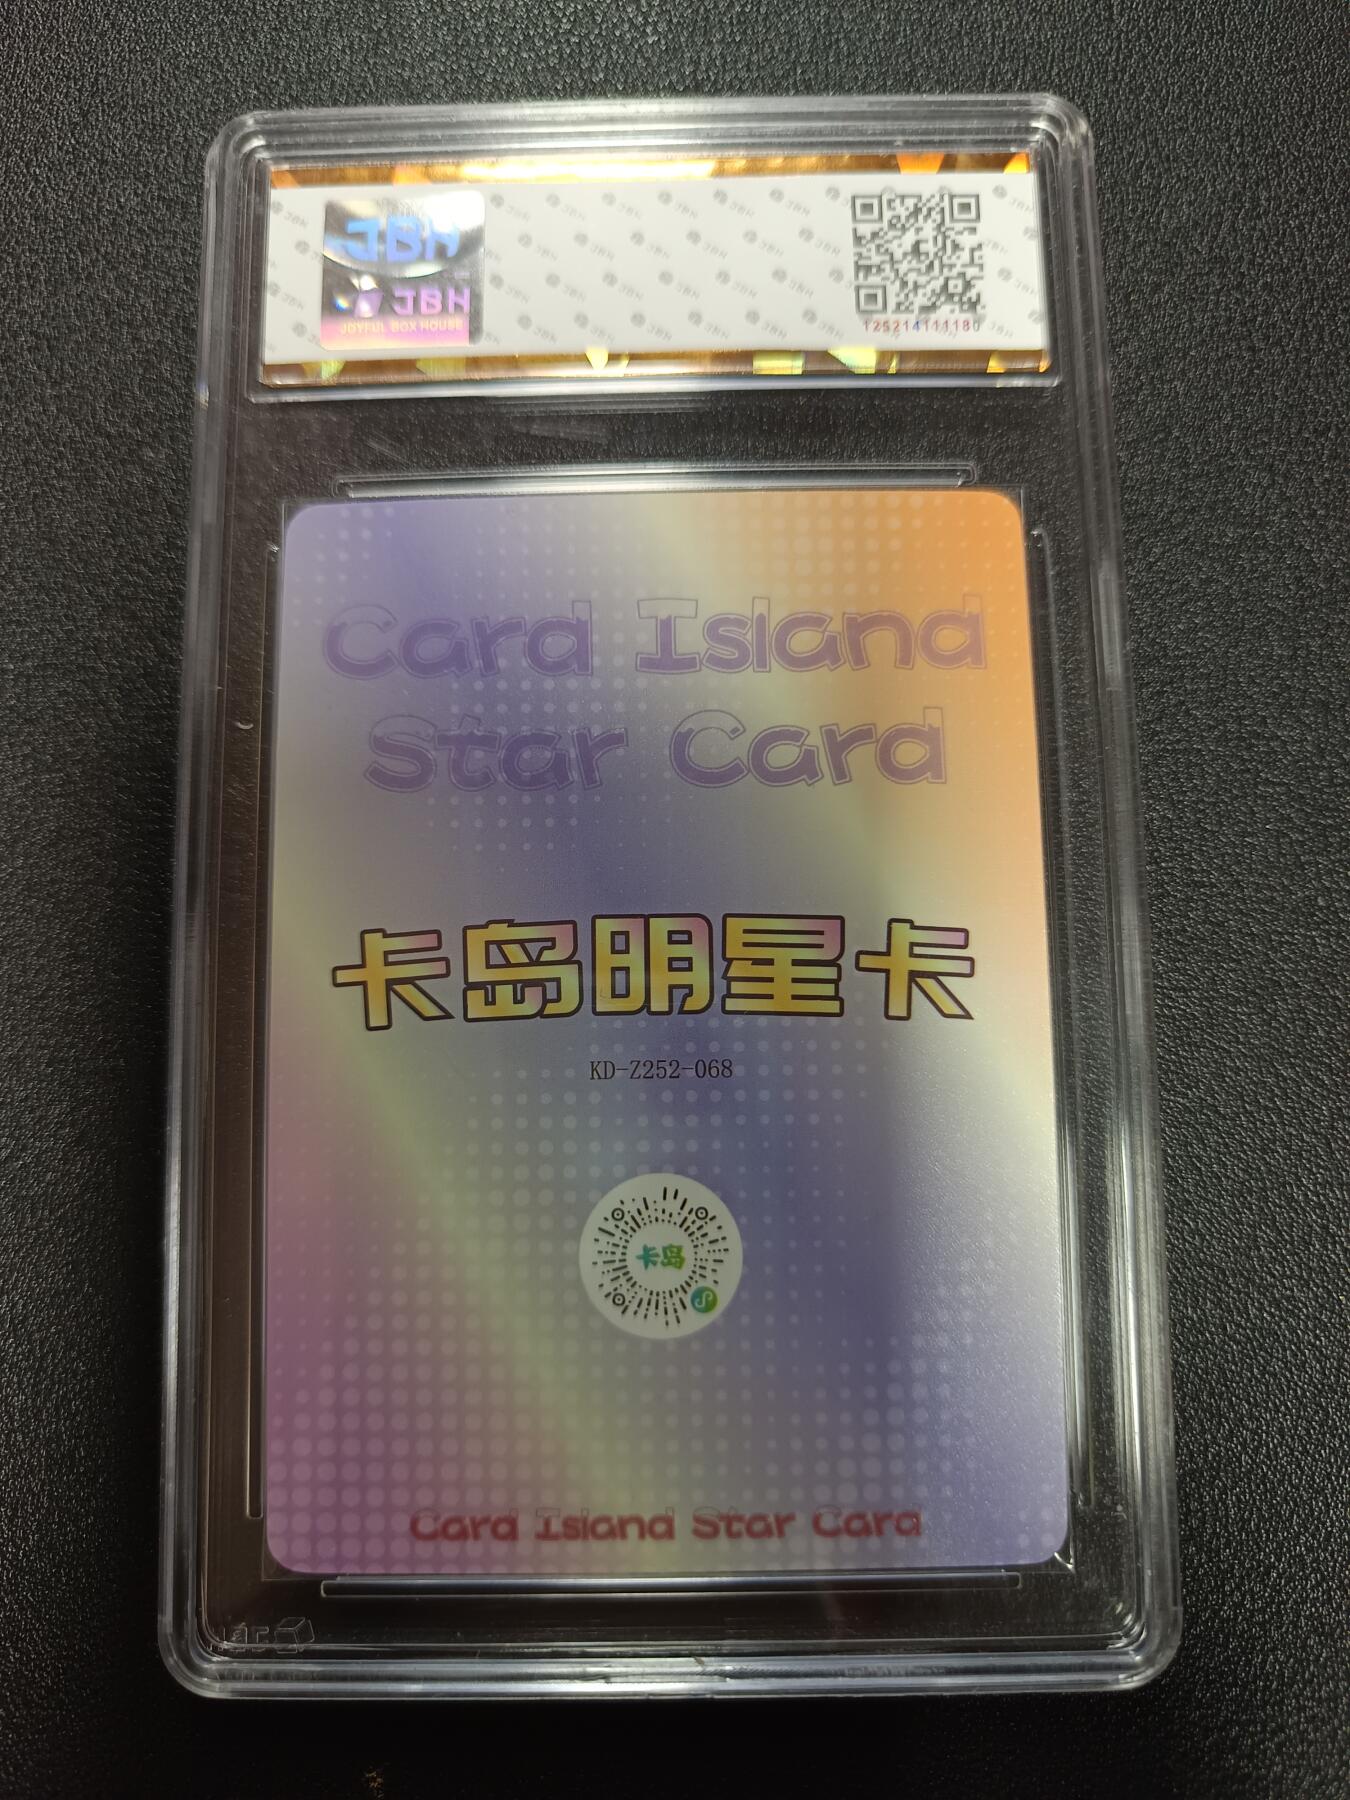 JBH
JBH
JOYFUL BOX HOUSE
125214111180
Card Island
Star Card
卡岛明星卡
KD-Z252-068
卡岛
Card Island Star Card